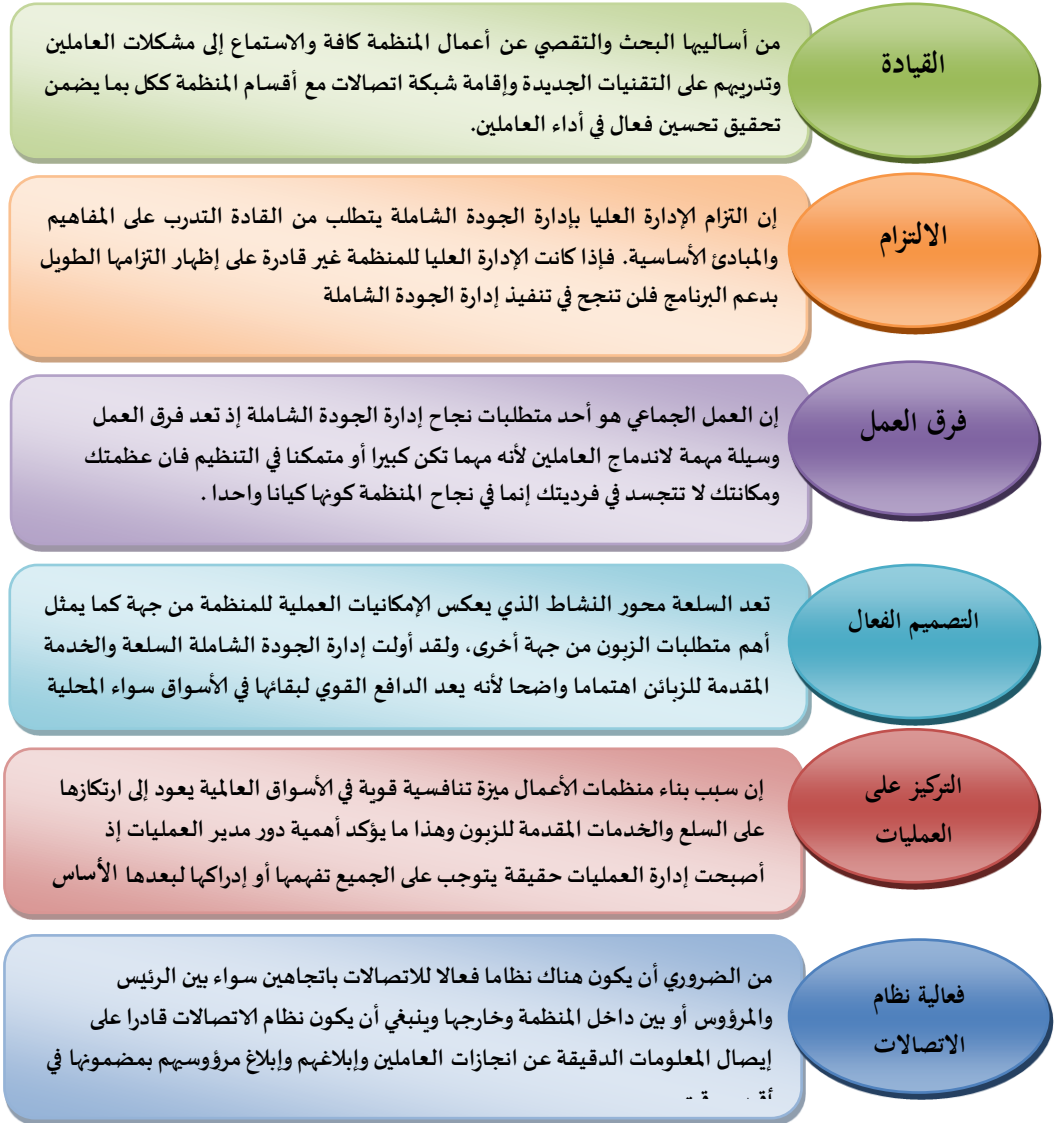 القيادة
من أساليبها البحث والتقصي عن أعمال المنظمة كافة والاستماع إلى مشكلات العاملين
وتدريبهم على التقنيات الجديدة وإقامة شبكة اتصالات مع أقسام المنظمة ككل بما يضمن
تحقيق تحسين فعال في أداء العاملين.
الالتزام
إن التزام الإدارة العليا بإدارة الجودة الشاملة يتطلب من القادة التدرب على المفاهيم
والمبادئ الأساسية. فإذا كانت الإدارة العليا للمنظمة غير قادرة على إظهار التزامها الطويل
بدعم البرنامج فلن تنجح في تنفيذ إدارة الجودة الشاملة
فرق العمل
إن العمل الجماعي هو أحد متطلبات نجاح إدارة الجودة الشاملة إذ تعد فرق العمل
وسيلة مهمة لاندماج العاملين لأنه مهما تكن كبيرا أو متمكنا في التنظيم فان عظمتك
ومكانتك لا تتجسد في فرديتك إنما في نجاح المنظمة كونها كيانا واحدا .
التصميم الفعال
تعد السلعة محور النشاط الذي يعكس الإمكانيات العملية للمنظمة من جهة كما يمثل
أهم متطلبات الزبون من جهة أخرى، ولقد أولت إدارة الجودة الشاملة السلعة والخدمة
المقدمة للزبائن اهتماما واضحا لأنه يعد الدافع القوي لبقائها في الأسواق سواء المحلية
التركيز على
العمليات
إن سبب بناء منظمات الأعمال ميزة تنافسية قوية في الأسواق العالمية يعود إلى ارتكازها
على السلع والخدمات المقدمة للزبون وهذا ما يؤكد أهمية دور مدير العمليات إذ
أصبحت إدارة العمليات حقيقة يتوجب على الجميع تفهمها أو إدراكها لبعدها الأساس
فعالية نظام
الاتصالات
من الضروري أن يكون هناك نظاما فعالا للاتصالات باتجاهين سواء بين الرئيس
والمرؤوس أو بين داخل المنظمة وخارجها وينبغي أن يكون نظام الاتصالات قادرا على
إيصال المعلومات الدقيقة عن انجازات العاملين وإبلاغهم وإبلاغ مرؤوسيهم بمضمونها في